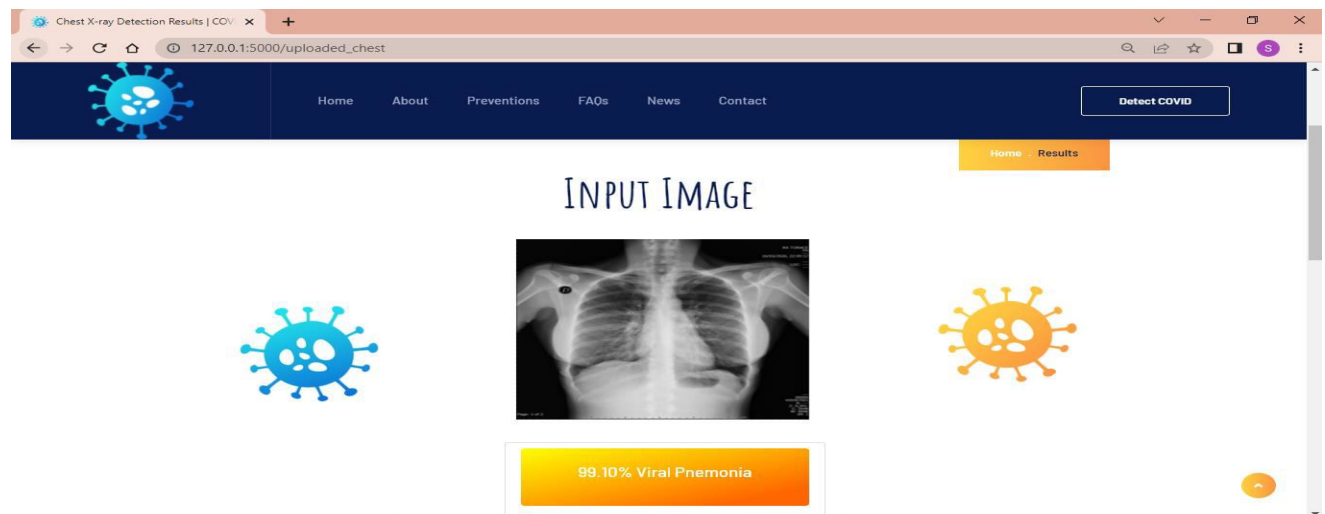 Chest X-ray Detection Results | COV
127.0.0.1:5000/uploaded_chest
S
Home About Preventions FAQs News Contact
Detect COVID
Home . Results
INPUT IMAGE
99.10% Viral Pnemonia